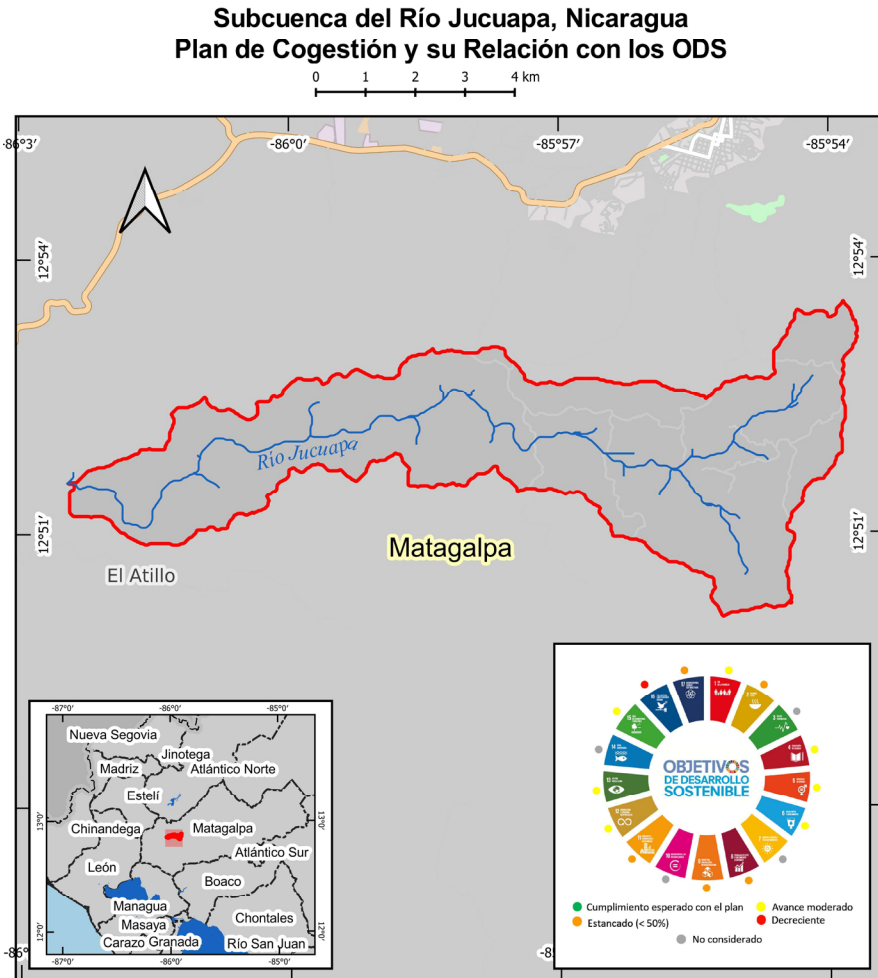 Subcuenca del Río Jucuapa, Nicaragua
Plan de Cogestión y su Relación con los ODS
0 1 2 3 4 km
-86°3′ -86°0′ -85°57′ -85°54′
12°54′ 12°54′
Río Jucuapa
12°51′ 12°51′
Matagalpa
El Atillo
-87°0′ -86°0′ -85°0′
Nueva Segovia
Jinotega
Madriz
Atlántico Norte
Estelí
13°0′ 13°0′
Chinandega
Matagalpa
Atlántico Sur
León
Boaco
Managua
Chontales
Masaya
12°0′ 12°0′
Carazo
Granada
Río San Juan
-87°0′ -86°0′ -85°0′
OBJETIVOS
DE DESARROLLO
SOSTENIBLE
Cumplimiento esperado con el plan
Avance moderado
Estancado (< 50%)
Decreciente
No considerado